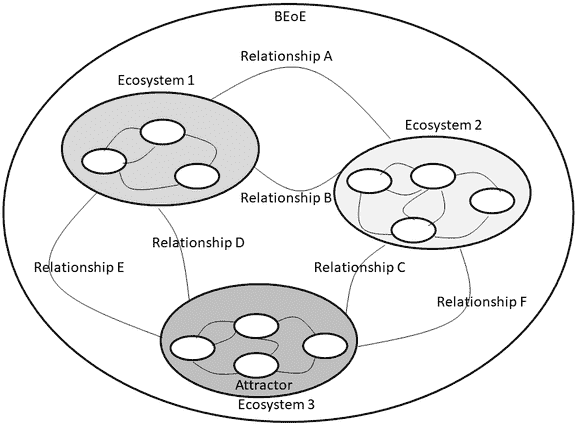 BEoE
Relationship A
Ecosystem 1
Ecosystem 2
Relationship B
Relationship D
Relationship E
Relationship C
Relationship F
Attractor
Ecosystem 3